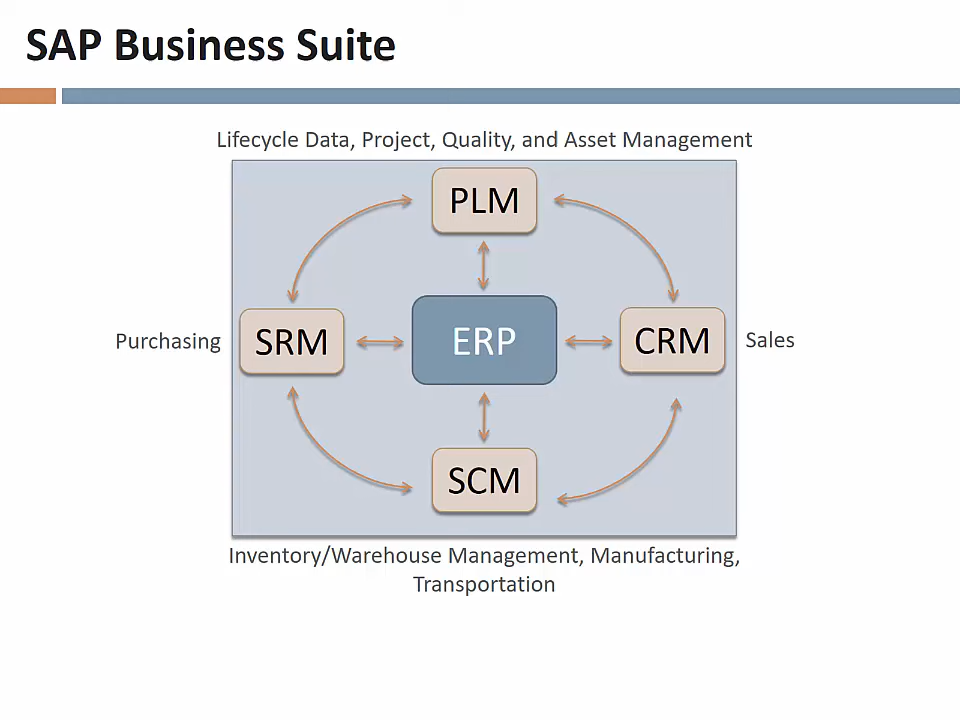 SAP Business Suite
Lifecycle Data, Project, Quality, and Asset Management
PLM
Purchasing
SRM
ERP
CRM
Sales
SCM
Inventory/Warehouse Management, Manufacturing,
Transportation